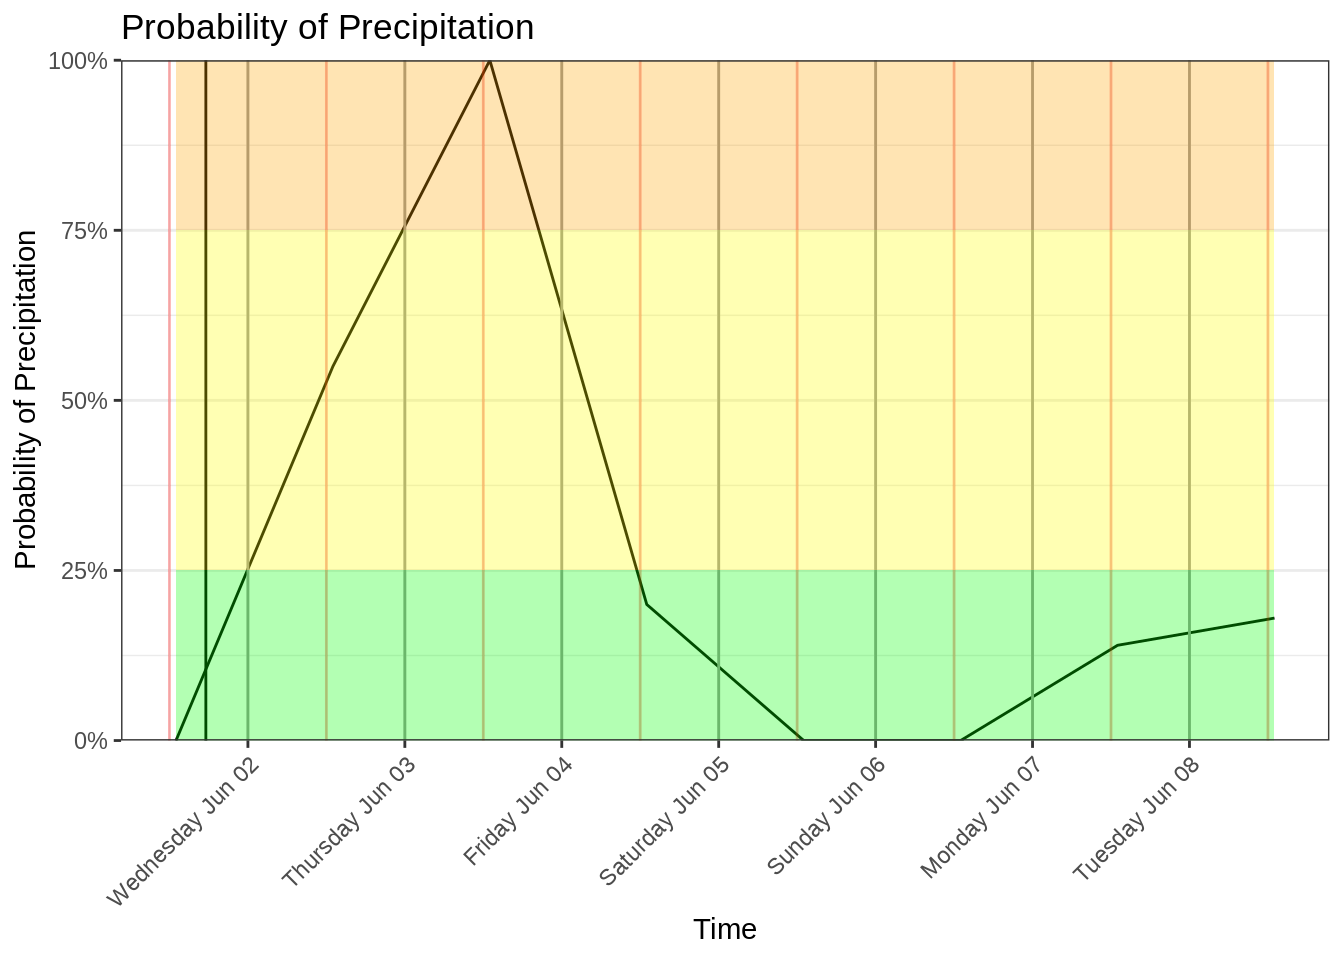 Probability of Precipitation
100%
75%
50%
25%
0%
Probability of Precipitation
Wednesday Jun 02
Thursday Jun 03
Friday Jun 04
Saturday Jun 05
Sunday Jun 06
Monday Jun 07
Tuesday Jun 08
Time